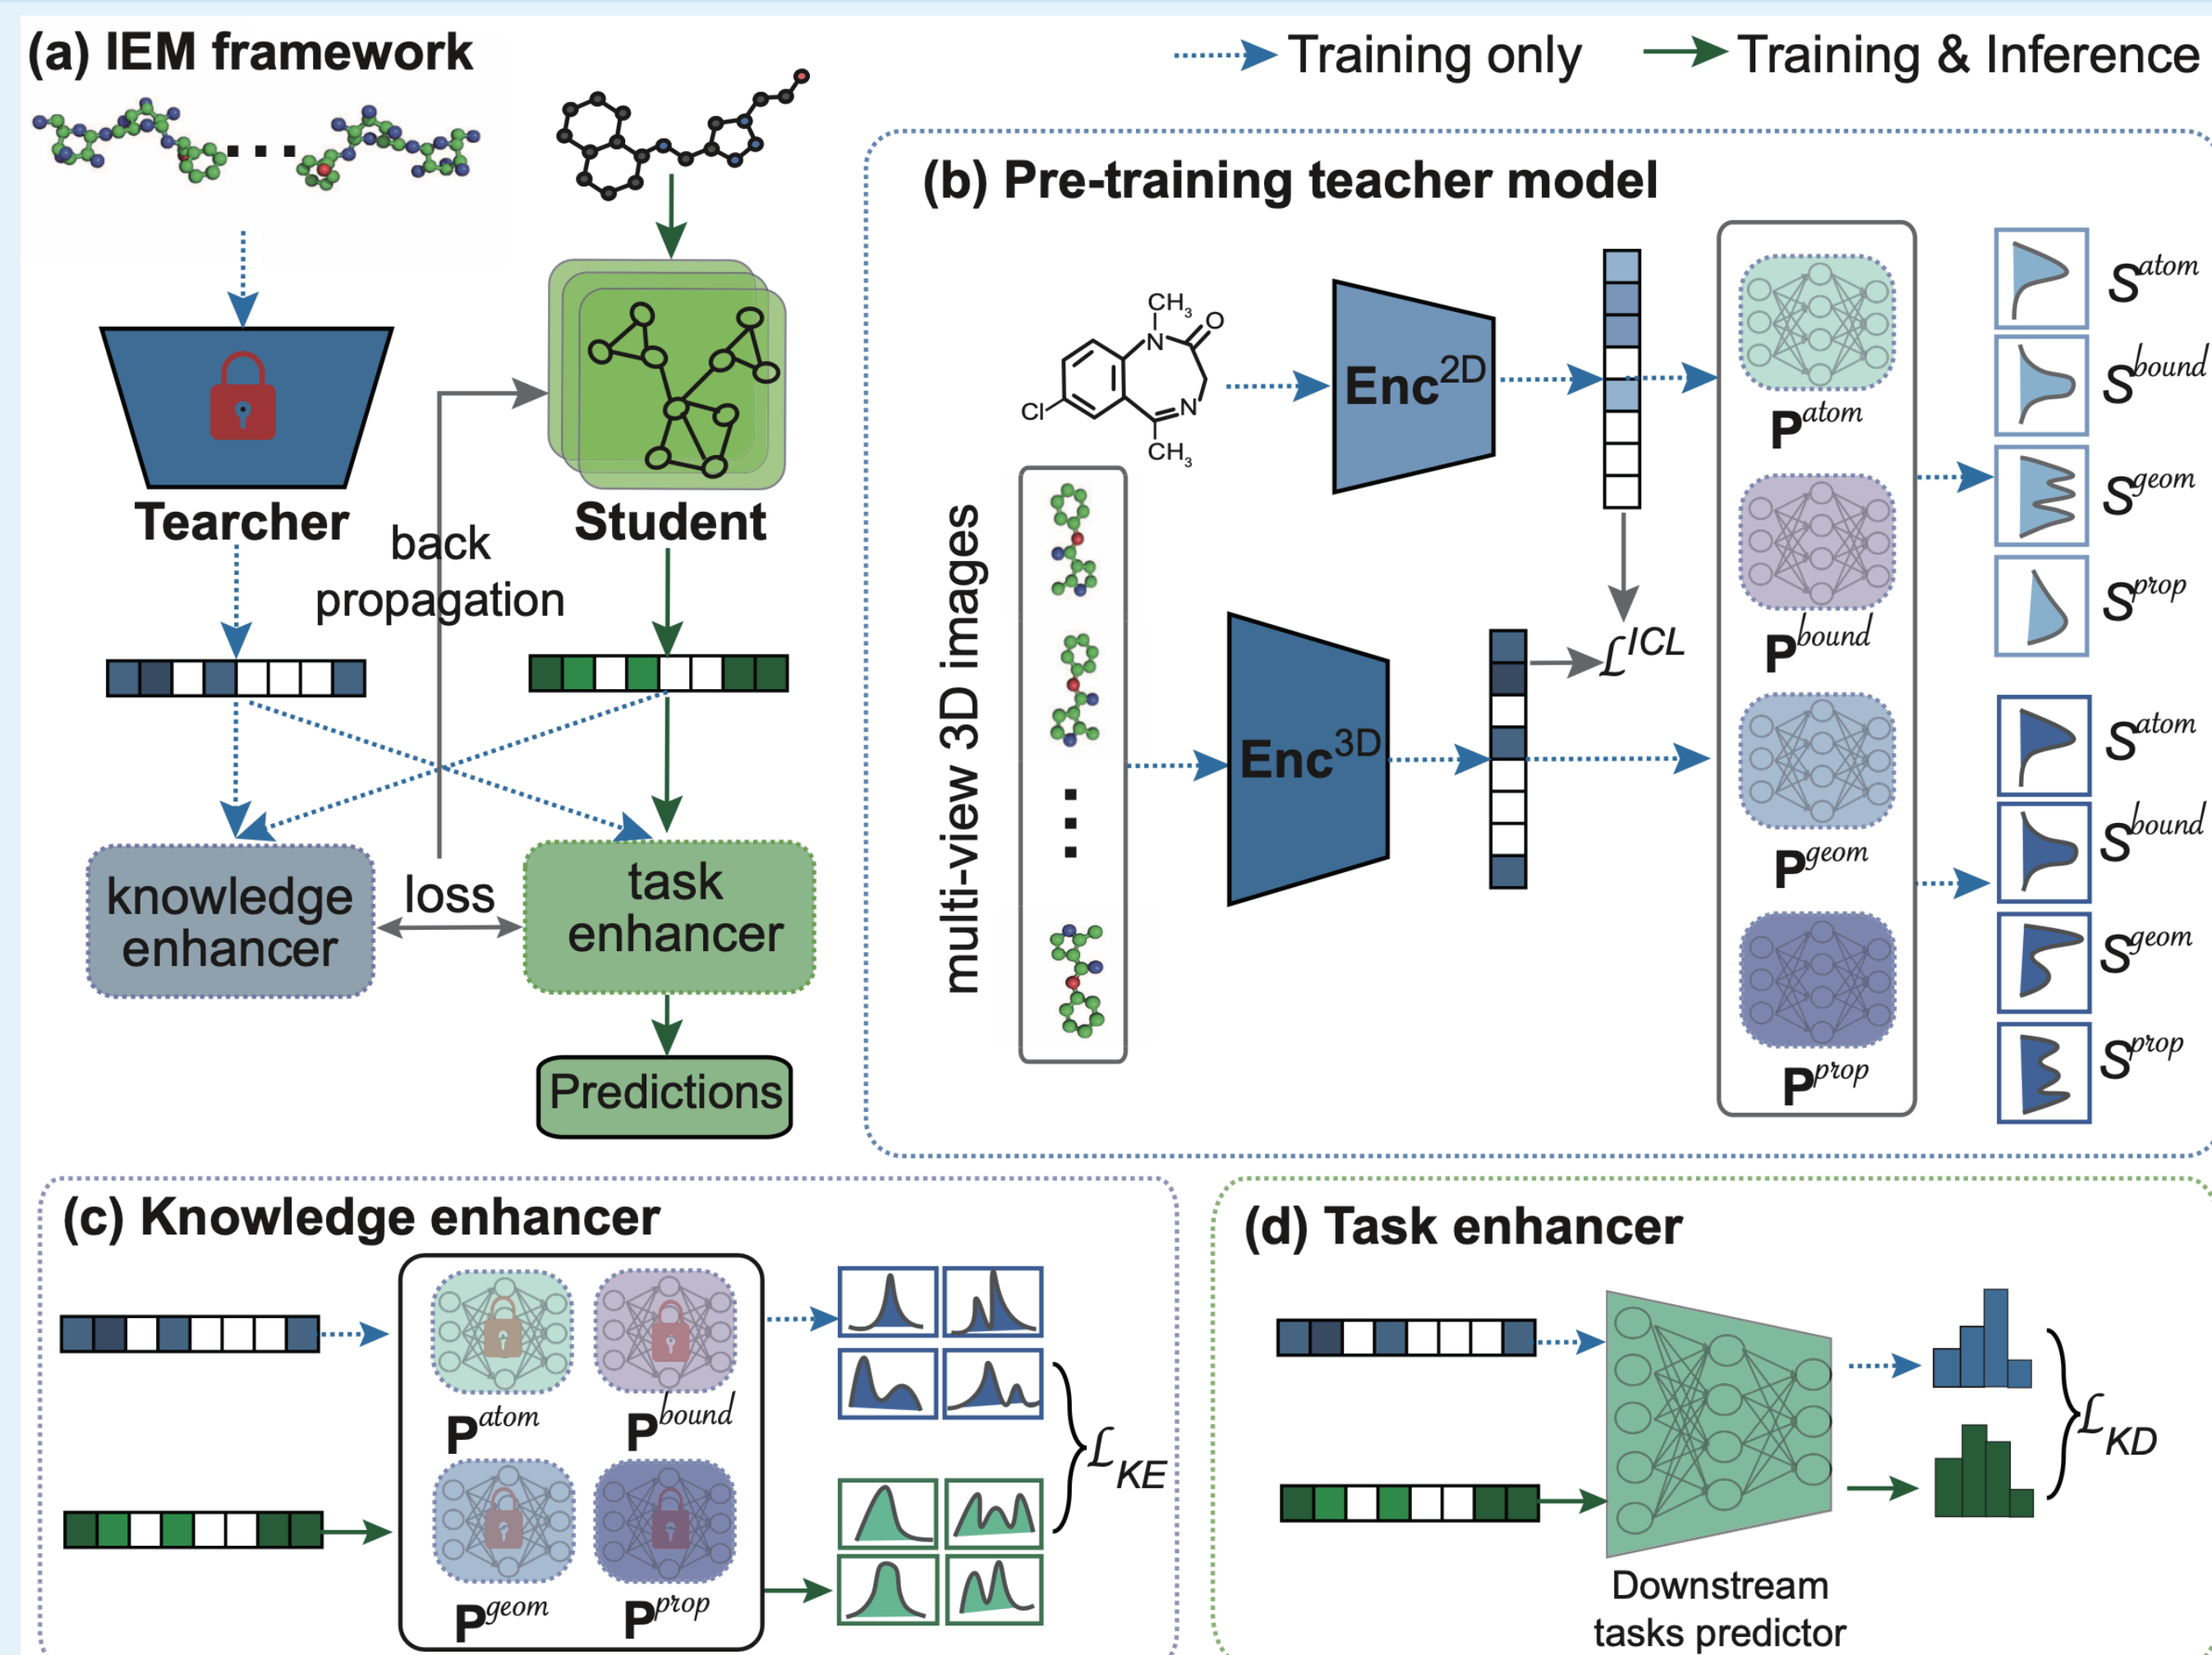 (a) IEM framework
Training only
Training & Inference
Tearcher
Student
back
propagation
knowledge
enhancer
loss
task
enhancer
Predictions
(b) Pre-training teacher model
CH3
N
O
Cl
N
CH3
Enc2D
multi-view 3D images
Enc3D
ℒICL
Patom
Pbound
Pgeom
Pprop
Satom
Sbound
Sgeom
Sprop
Satom
Sbound
Sgeom
Sprop
(c) Knowledge enhancer
Patom
Pbound
Pgeom
Pprop
ℒKE
(d) Task enhancer
Downstream
tasks predictor
ℒKD